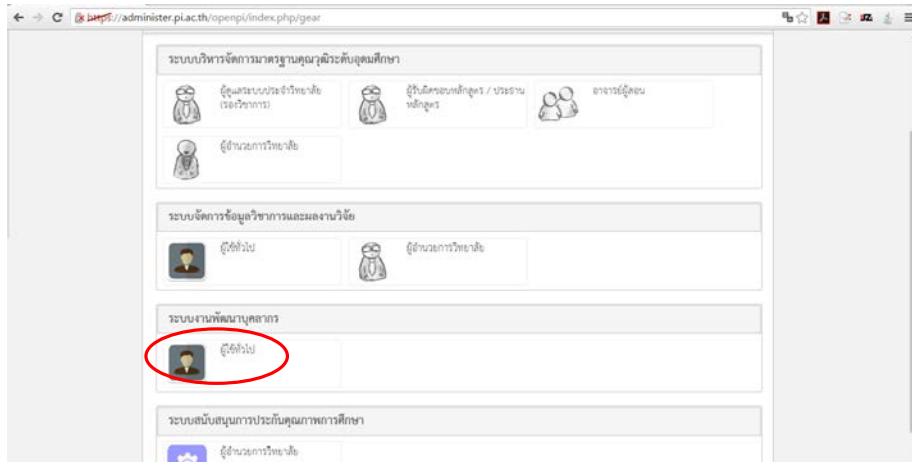 https://administer.pi.ac.th/openpi/index.php/gear
ระบบบริหารจัดการมาตรฐานคุณวุฒิระดับอุดมศึกษา
ผู้ดูแลระบบประจำวิทยาลัย
(รองวิชาการ)
ผู้รับผิดชอบหลักสูตร / ประธาน
หลักสูตร
อาจารย์ผู้สอน
ผู้อำนวยการวิทยาลัย
ระบบจัดการข้อมูลวิชาการและผลงานวิจัย
ผู้ใช้ทั่วไป
ผู้อำนวยการวิทยาลัย
ระบบงานพัฒนาบุคลากร
ผู้ใช้ทั่วไป
ระบบสนับสนุนการประกันคุณภาพการศึกษา
ผู้อำนวยการวิทยาลัย